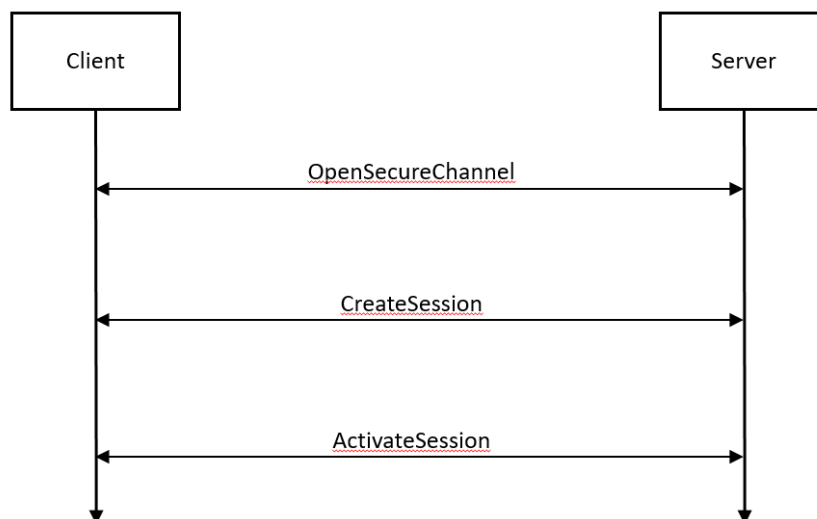 Client
Server
OpenSecureChannel
CreateSession
ActivateSession